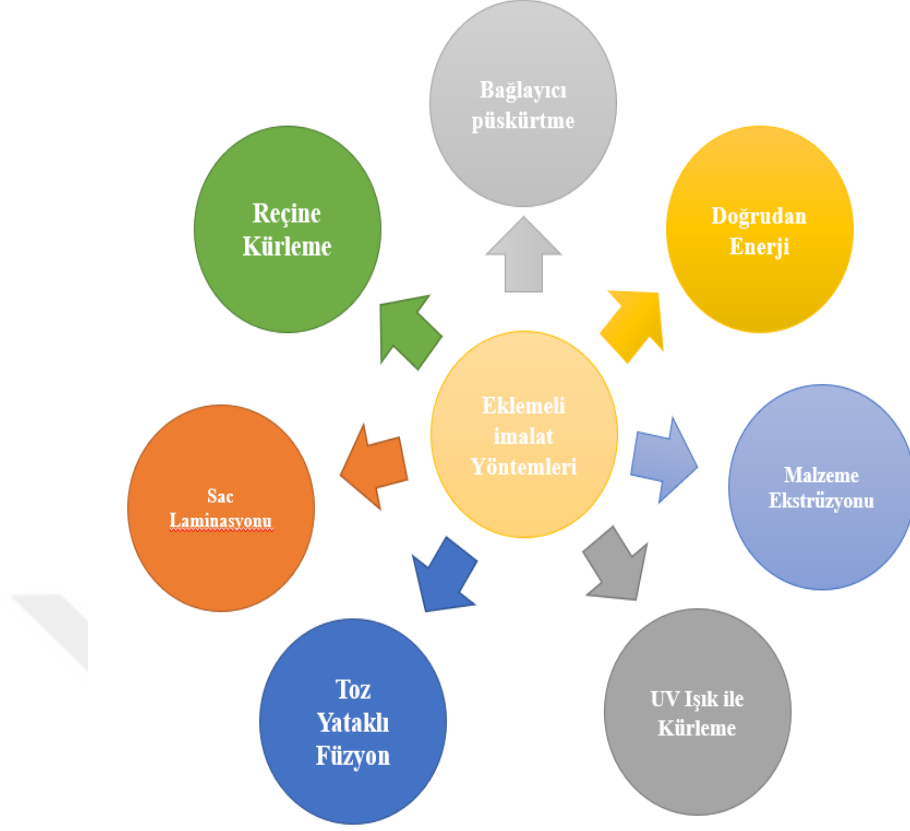 Bağlayıcı
püskürtme
Reçine
Kürleme
Doğrudan
Enerji
Eklemeli
imalat
Yöntemleri
Malzeme
Ekstrüzyonu
Sac
Laminasyonu
UV Işık ile
Kürleme
Toz
Yataklı
Füzyon